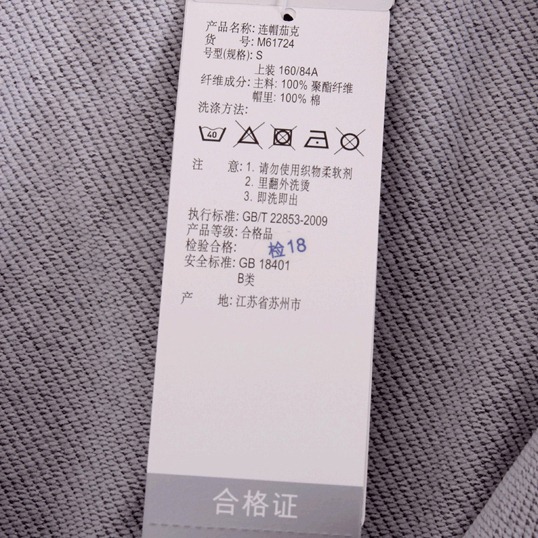 产品名称: 连帽茄克
货 号: M61724
号型(规格): S
上装 160/84A
纤维成分: 主料: 100% 聚酯纤维
帽里: 100% 棉
洗涤方法:
40
注 意: 1. 请勿使用织物柔软剂
2. 里翻外洗烫
3. 即洗即出
执行标准: GB/T 22853-2009
产品等级: 合格品
检验合格: 检18
安全标准: GB 18401
B类
产 地: 江苏省苏州市
合格证